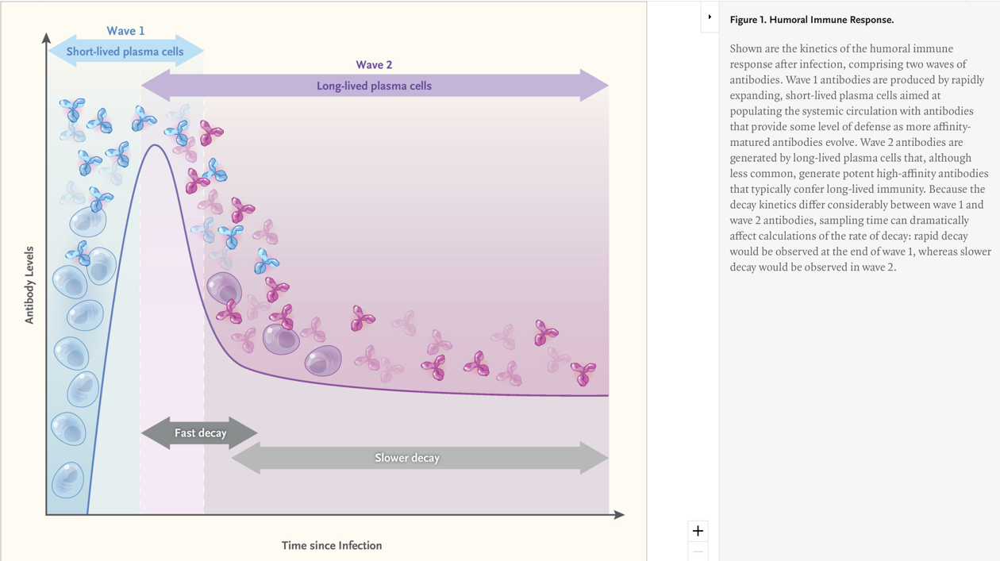 Wave 1
Short-lived plasma cells
Wave 2
Long-lived plasma cells
Antibody Levels
Fast decay
Slower decay
Time since Infection
Figure 1. Humoral Immune Response.
Shown are the kinetics of the humoral immune
response after infection, comprising two waves of
antibodies. Wave 1 antibodies are produced by rapidly
expanding, short-lived plasma cells aimed at
populating the systemic circulation with antibodies
that provide some level of defense as more affinity-
matured antibodies evolve. Wave 2 antibodies are
generated by long-lived plasma cells that, although
less common, generate potent high-affinity antibodies
that typically confer long-lived immunity. Because the
decay kinetics differ considerably between wave 1 and
wave 2 antibodies, sampling time can dramatically
affect calculations of the rate of decay: rapid decay
would be observed at the end of wave 1, whereas slower
decay would be observed in wave 2.